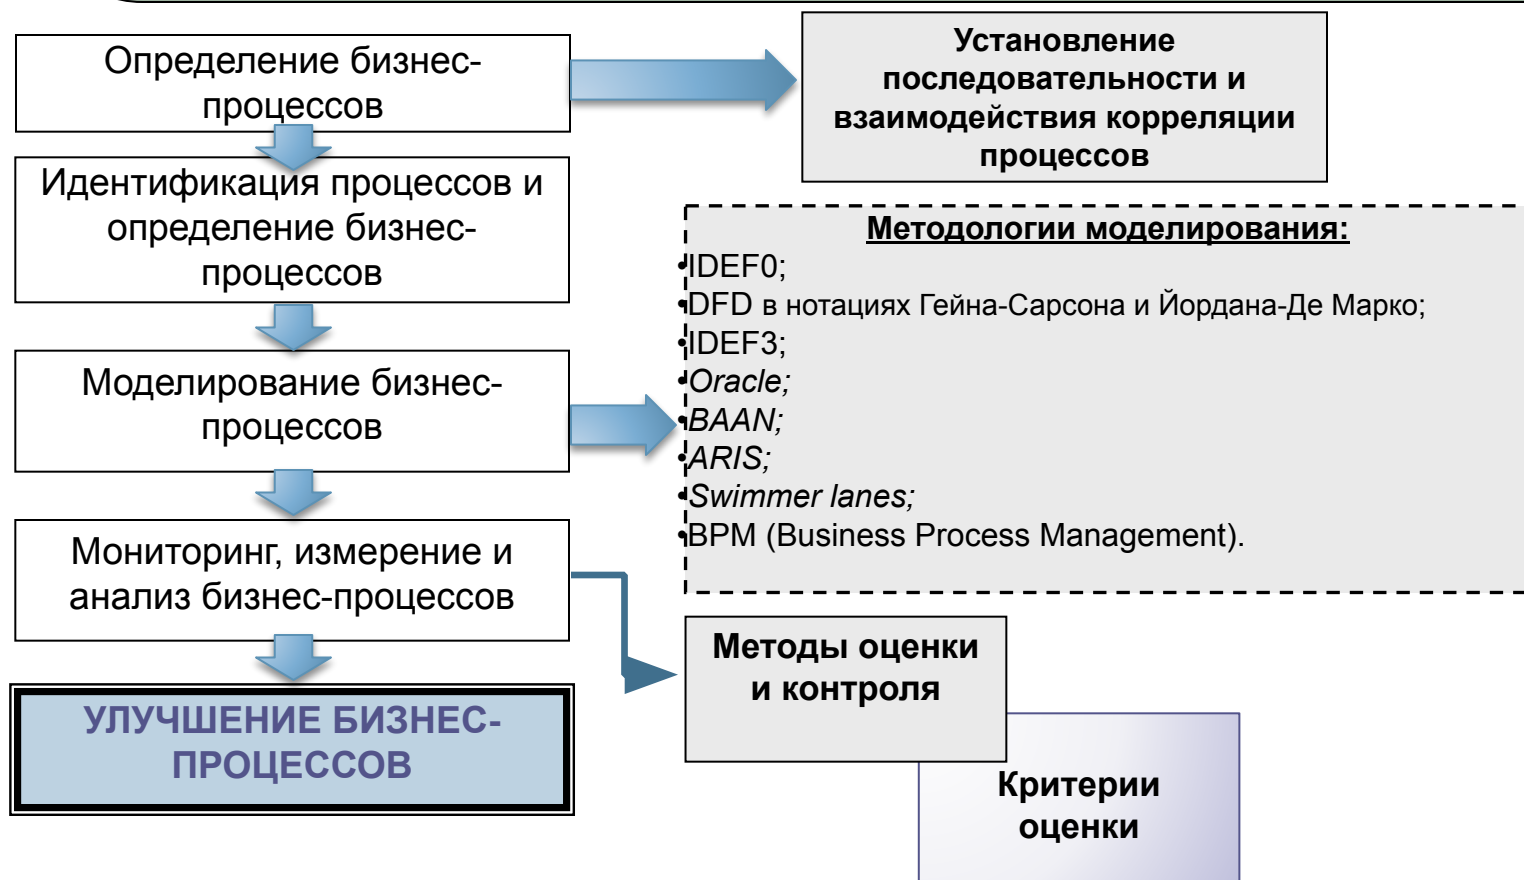 Определение бизнес-
процессов
Установление
последовательности и
взаимодействия корреляции
процессов
Идентификация процессов и
определение бизнес-
процессов
Методологии моделирования:
•IDEF0;
•DFD в нотациях Гейна-Сарсона и Йордана-Де Марко;
•IDEF3;
•Oracle;
•BAAN;
•ARIS;
•Swimmer lanes;
•BPM (Business Process Management).
Моделирование бизнес-
процессов
Мониторинг, измерение и
анализ бизнес-процессов
Методы оценки
и контроля
УЛУЧШЕНИЕ БИЗНЕС-
ПРОЦЕССОВ
Критерии
оценки